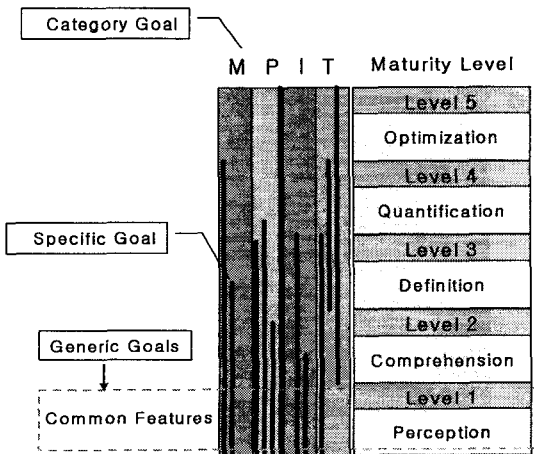 Category Goal
M P I T Maturity Level
Level 5
Optimization
Level 4
Quantification
Specific Goal
Level 3
Definition
Level 2
Generic Goals
Comprehension
Level 1
Common Features
Perception